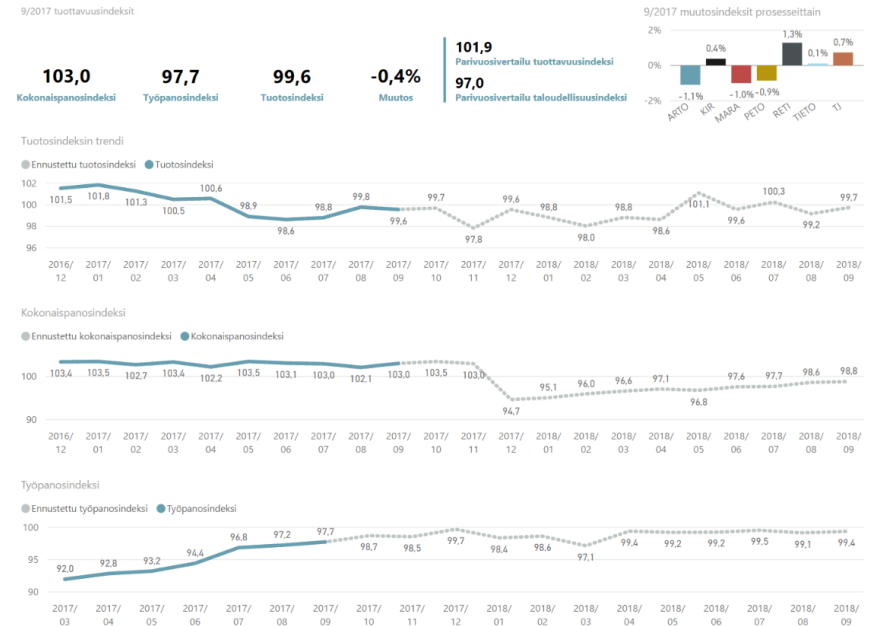 9/2017 tuottavuusindeksit
103,0
Kokonaispanosindeksi
97,7
Työpanosindeksi
99,6
Tuotosindeksi
-0,4%
Muutos
101,9
Parivuosivertailu tuottavuusindeksi
97,0
Parivuosivertailu taloudellisuusindeksi
9/2017 muutosindeksit prosesseittain
2%
0%
-2%
-1,1% 0,4% -1,0% -0,9% 1,3% 0,1% 0,7%
ARTO KIR MARA PETO RETI TIETO TJ
Tuotosindeksin trendi
Ennustettu tuotosindeksi Tuotosindeksi
102
100
98
96
101,5 101,8 101,3 100,5 100,6 98,9 98,6 98,8 99,8 99,6 99,7 97,8 99,6 98,8 98,0 98,8 98,6 101,1 99,6 100,3 99,2 99,7
2016/ 2017/ 2017/ 2017/ 2017/ 2017/ 2017/ 2017/ 2017/ 2017/ 2017/ 2017/ 2017/ 2018/ 2018/ 2018/ 2018/ 2018/ 2018/ 2018/ 2018/ 2018/
12 01 02 03 04 05 06 07 08 09 10 11 12 01 02 03 04 05 06 07 08 09
Kokonaispanosindeksi
Ennustettu kokonaispanosindeksi Kokonaispanosindeksi
100
90
103,4 103,5 102,7 103,4 102,2 103,5 103,1 103,0 102,1 103,0 103,5 103,0 94,7 95,1 96,0 96,6 97,1 96,8 97,6 97,7 98,6 98,8
2016/ 2017/ 2017/ 2017/ 2017/ 2017/ 2017/ 2017/ 2017/ 2017/ 2017/ 2017/ 2017/ 2018/ 2018/ 2018/ 2018/ 2018/ 2018/ 2018/ 2018/ 2018/
12 01 02 03 04 05 06 07 08 09 10 11 12 01 02 03 04 05 06 07 08 09
Työpanosindeksi
Ennustettu työpanosindeksi Työpanosindeksi
100
95
90
92,0 92,8 93,2 94,4 96,8 97,2 97,7 98,7 98,5 99,7 98,4 98,6 97,1 99,4 99,2 99,2 99,5 99,1 99,4
2017/ 2017/ 2017/ 2017/ 2017/ 2017/ 2017/ 2017/ 2017/ 2017/ 2018/ 2018/ 2018/ 2018/ 2018/ 2018/ 2018/ 2018/ 2018/
03 04 05 06 07 08 09 10 11 12 01 02 03 04 05 06 07 08 09